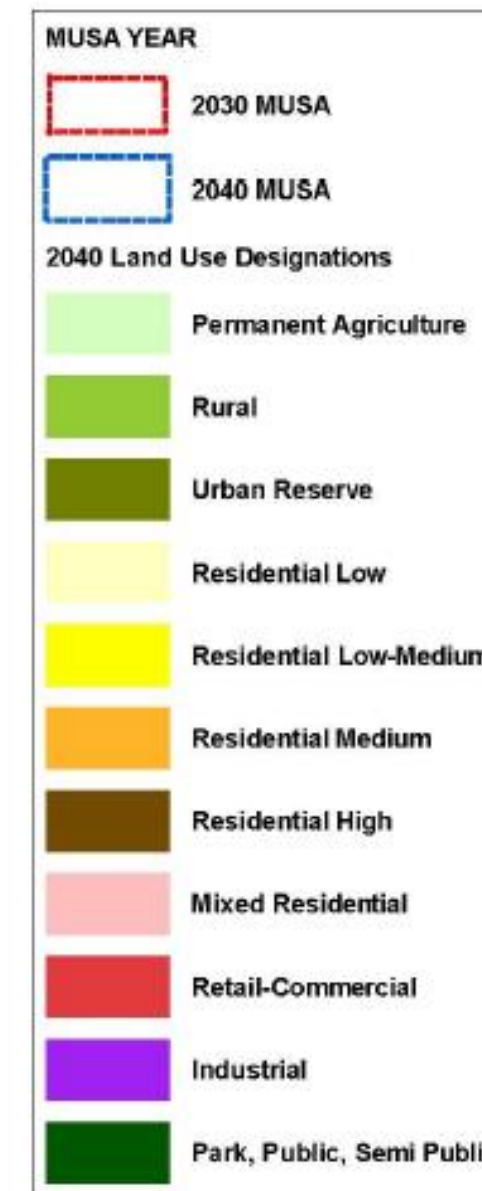 MUSA YEAR
2030 MUSA
2040 MUSA
2040 Land Use Designations
Permanent Agriculture
Rural
Urban Reserve
Residential Low
Residential Low-Medium
Residential Medium
Residential High
Mixed Residential
Retail-Commercial
Industrial
Park, Public, Semi Publi